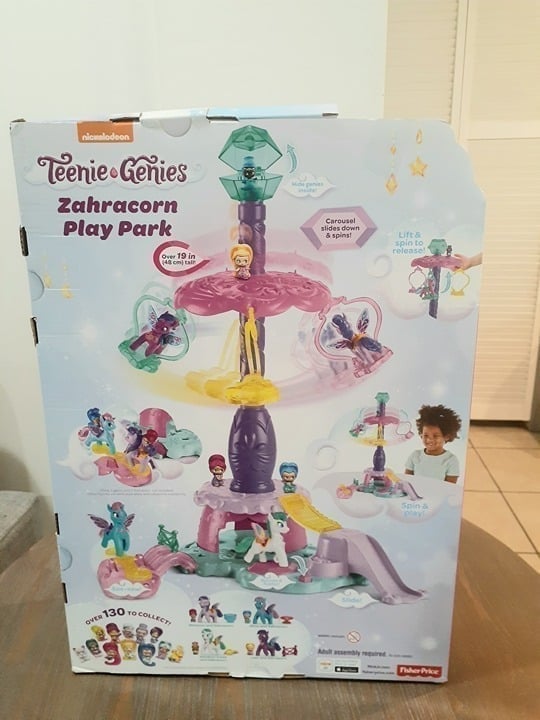 nickelodeon
Teenie Genies
Zahracorn
Play Park
Over 19 in
(48 cm) tall!
Hide genies
inside!
Carousel
slides down
& spins!
Lift &
spin to
release!
Spin &
play!
Slide!
OVER 130 TO COLLECT!
Adult assembly required.
Fisher-Price